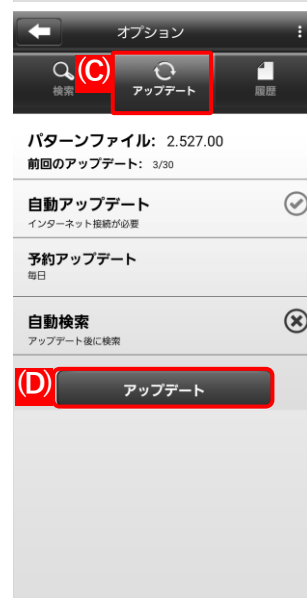 オプション
(C)
検索 アップデート 履歴
パターンファイル: 2.527.00
前回のアップデート: 3/30
自動アップデート
インターネット接続が必要
予約アップデート
毎日
自動検索
アップデート後に検索
(D)
アップデート